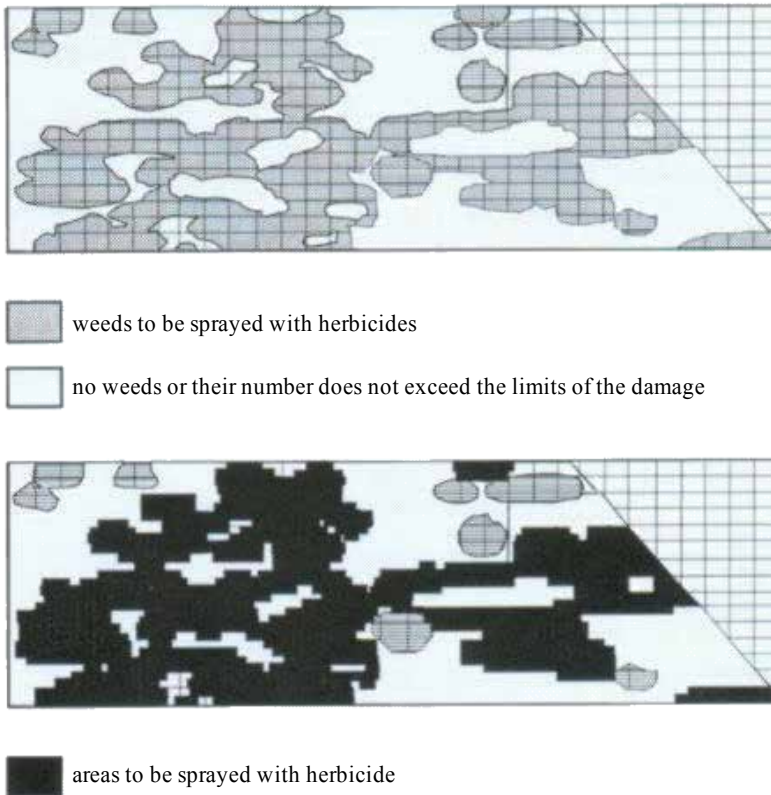 weeds to be sprayed with herbicides
no weeds or their number does not exceed the limits of the damage
areas to be sprayed with herbicide